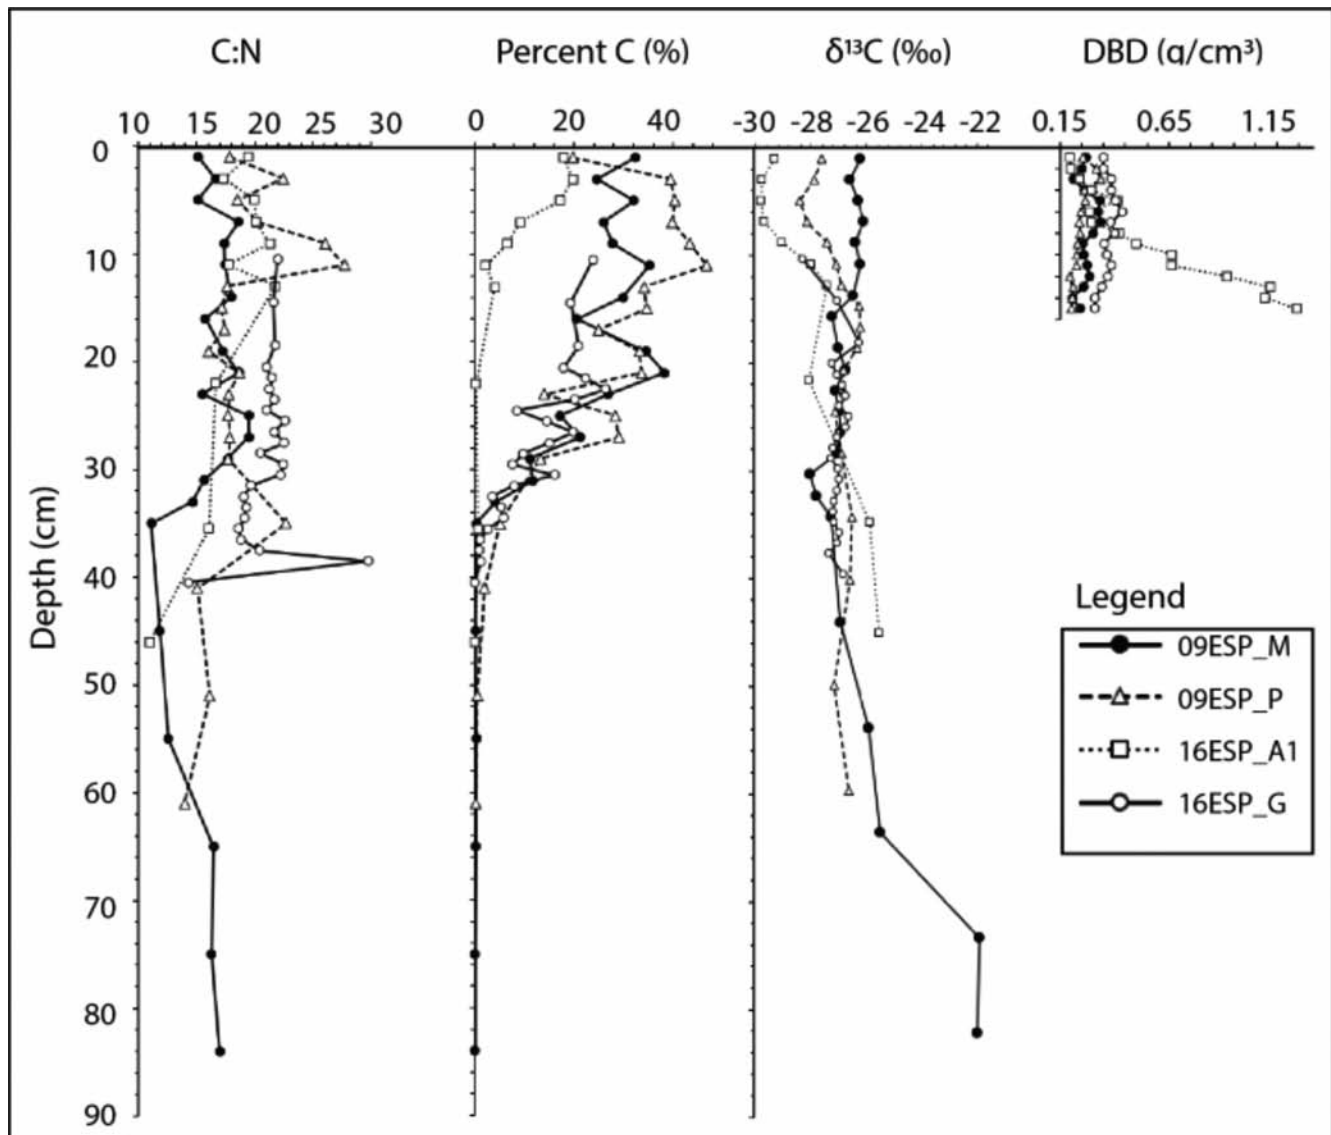 C:N Percent C (%) δ¹³C (‰) DBD (g/cm³)
10 15 20 25 30 0 20 40 -30 -28 -26 -24 -22 0.15 0.65 1.15
0
10
20
30
40
50
60
70
80
90
Depth (cm)
Legend
09ESP_M
09ESP_P
16ESP_A1
16ESP_G